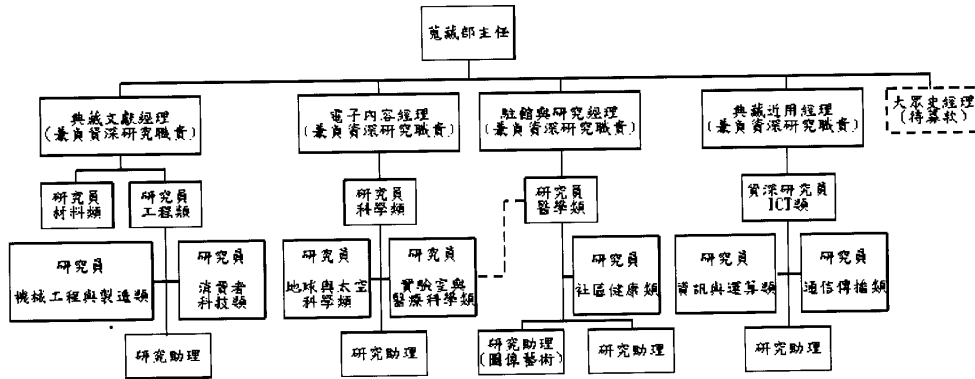 蒐藏部主任
典藏文獻經理
(兼負資深研究職責)
電子內容經理
(兼負資深研究職責)
駐館與研究經理
(兼負資深研究職責)
典藏近用經理
(兼負資深研究職責)
大眾史經理
(待募款)
研究員
材料類
研究員
工程類
研究員
科學類
研究員
醫學類
資深研究員
ICT類
研究員
機械工程與製造類
研究員
消費者
科技類
研究員
地球與太空
科學類
研究員
實驗室與
醫療科學類
研究員
社區健康類
研究員
資訊與運算類
研究員
通信傳播類
研究助理
研究助理
研究助理
(圖像藝術)
研究助理
研究助理